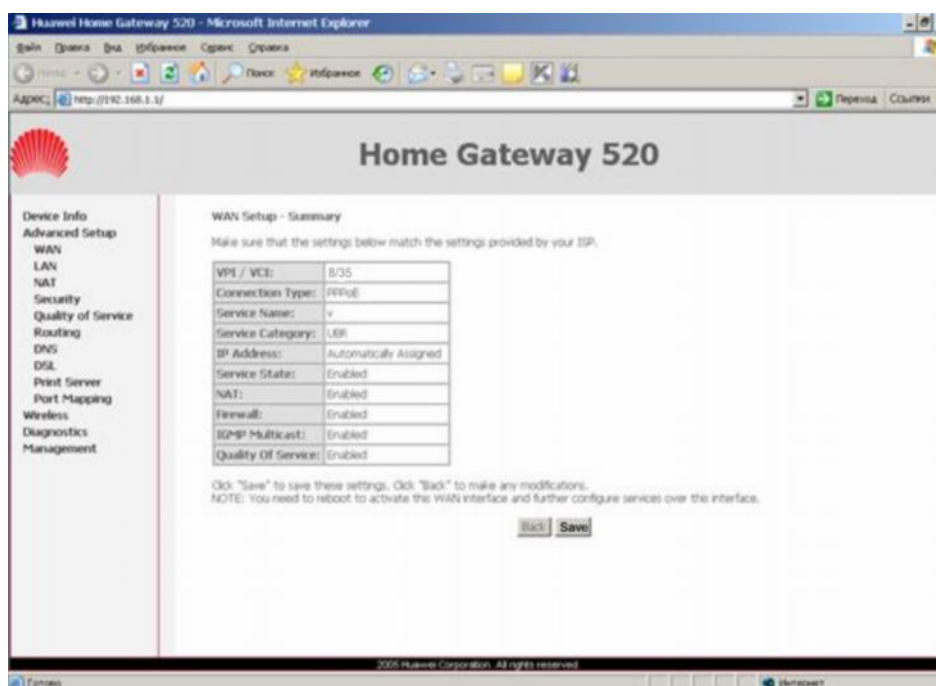 Huawei Home Gateway 520 - Microsoft Internet Explorer
Файл Правка Вид Избранное Сервис Справка
Назад Поиск Избранное
Адрес: http://192.168.1.1/ Переход Ссылки
Home Gateway 520
Device Info
Advanced Setup
WAN
LAN
NAT
Security
Quality of Service
Routing
DNS
DSL
Print Server
Port Mapping
Wireless
Diagnostics
Management
WAN Setup - Summary
Make sure that the settings below match the settings provided by your ISP.
VPI / VCI: 8/35
Connection Type: PPPoE
Service Name: v
Service Category: UBR
IP Address: Automatically Assigned
Service State: Enabled
NAT: Enabled
Firewall: Enabled
IGMP Multicast: Enabled
Quality Of Service: Enabled
Click "Save" to save these settings. Click "Back" to make any modifications.
NOTE: You need to reboot to activate this WAN interface and further configure services over this interface.
Back Save
2005 Huawei Corporation. All rights reserved.
Готово Интернет